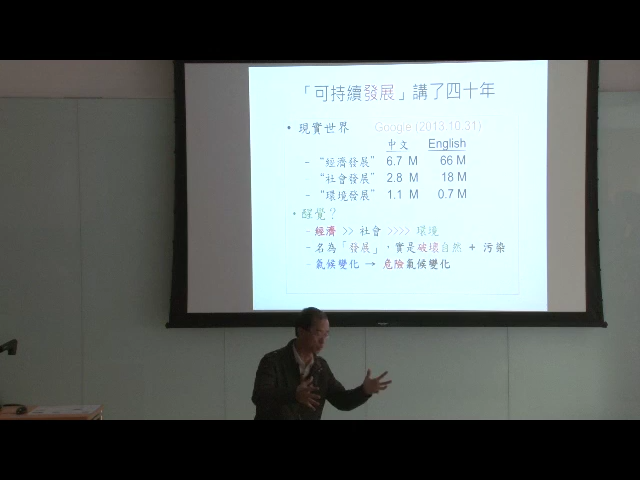 「可持續發展」講了四十年
• 現實世界 Google (2013.10.31)
中文 English
- “經濟發展” 6.7 M 66 M
- “社會發展” 2.8 M 18 M
- “環境發展” 1.1 M 0.7 M
• 醒覺？
- 經濟 >> 社會 >>>> 環境
- 名為「發展」，實是破壞自然 + 污染
- 氣候變化 → 危險氣候變化